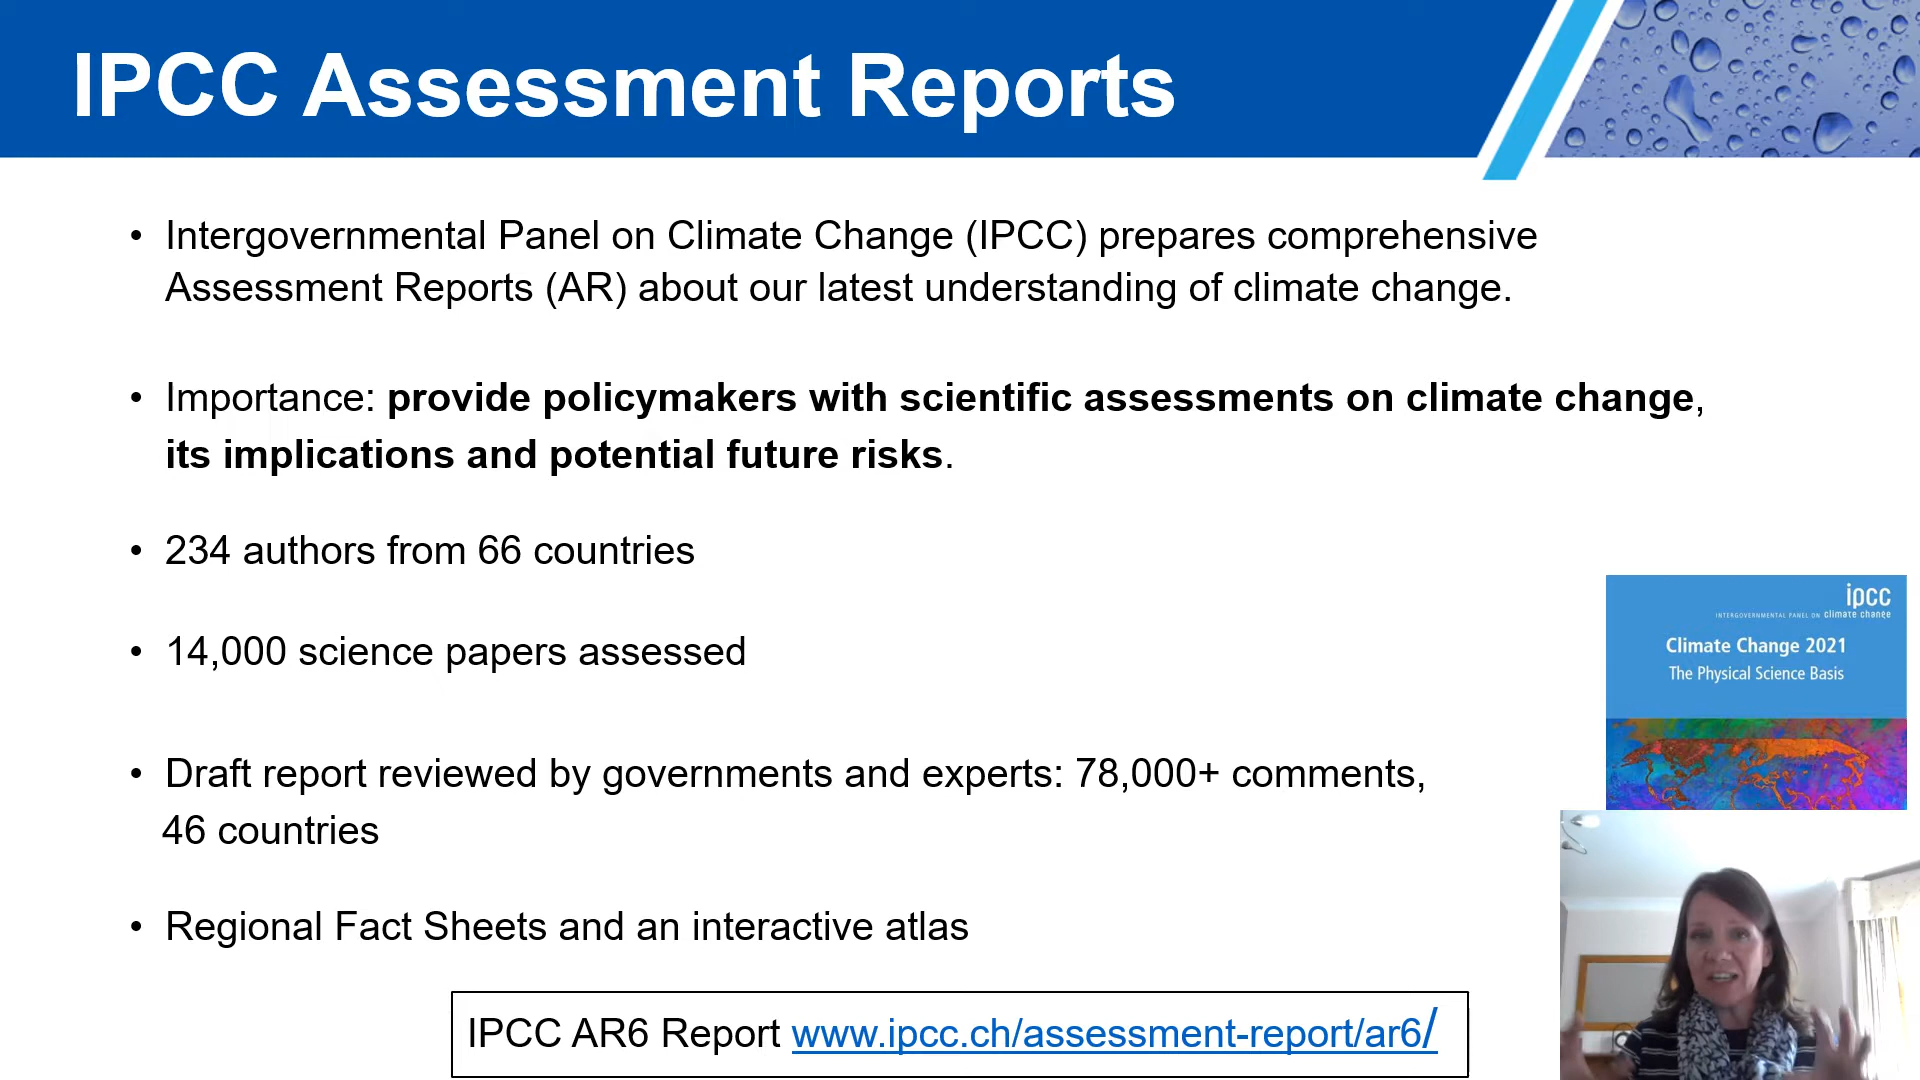 IPCC Assessment Reports
• Intergovernmental Panel on Climate Change (IPCC) prepares comprehensive
Assessment Reports (AR) about our latest understanding of climate change.
• Importance: provide policymakers with scientific assessments on climate change,
its implications and potential future risks.
• 234 authors from 66 countries
• 14,000 science papers assessed
• Draft report reviewed by governments and experts: 78,000+ comments,
46 countries
• Regional Fact Sheets and an interactive atlas
IPCC AR6 Report www.ipcc.ch/assessment-report/ar6/
ipcc
INTERGOVERNMENTAL PANEL ON climate change
Climate Change 2021
The Physical Science Basis